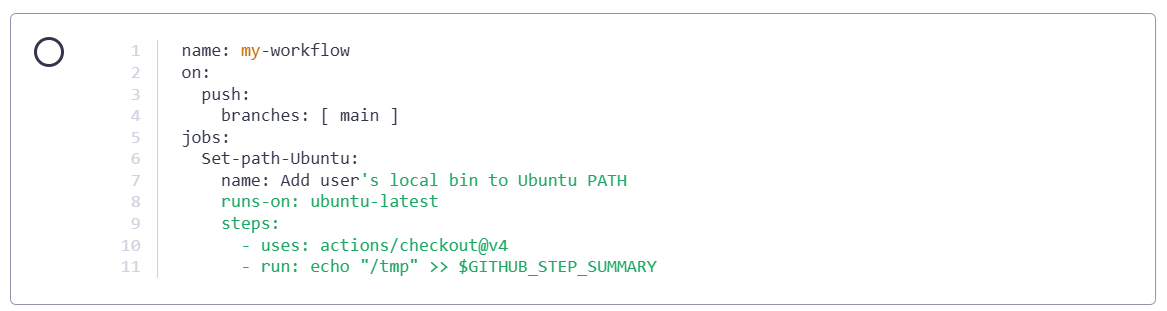 1 name: my-workflow
2 on:
3   push:
4     branches: [ main ]
5 jobs:
6   Set-path-Ubuntu:
7     name: Add user's local bin to Ubuntu PATH
8     runs-on: ubuntu-latest
9     steps:
10       - uses: actions/checkout@v4
11       - run: echo "/tmp" >> $GITHUB_STEP_SUMMARY